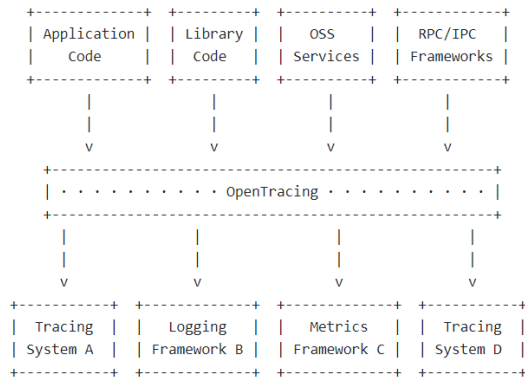 Application Library OSS RPC/IPC
Code Code Services Frameworks
OpenTracing
Tracing Logging Metrics Tracing
System A Framework B Framework C System D